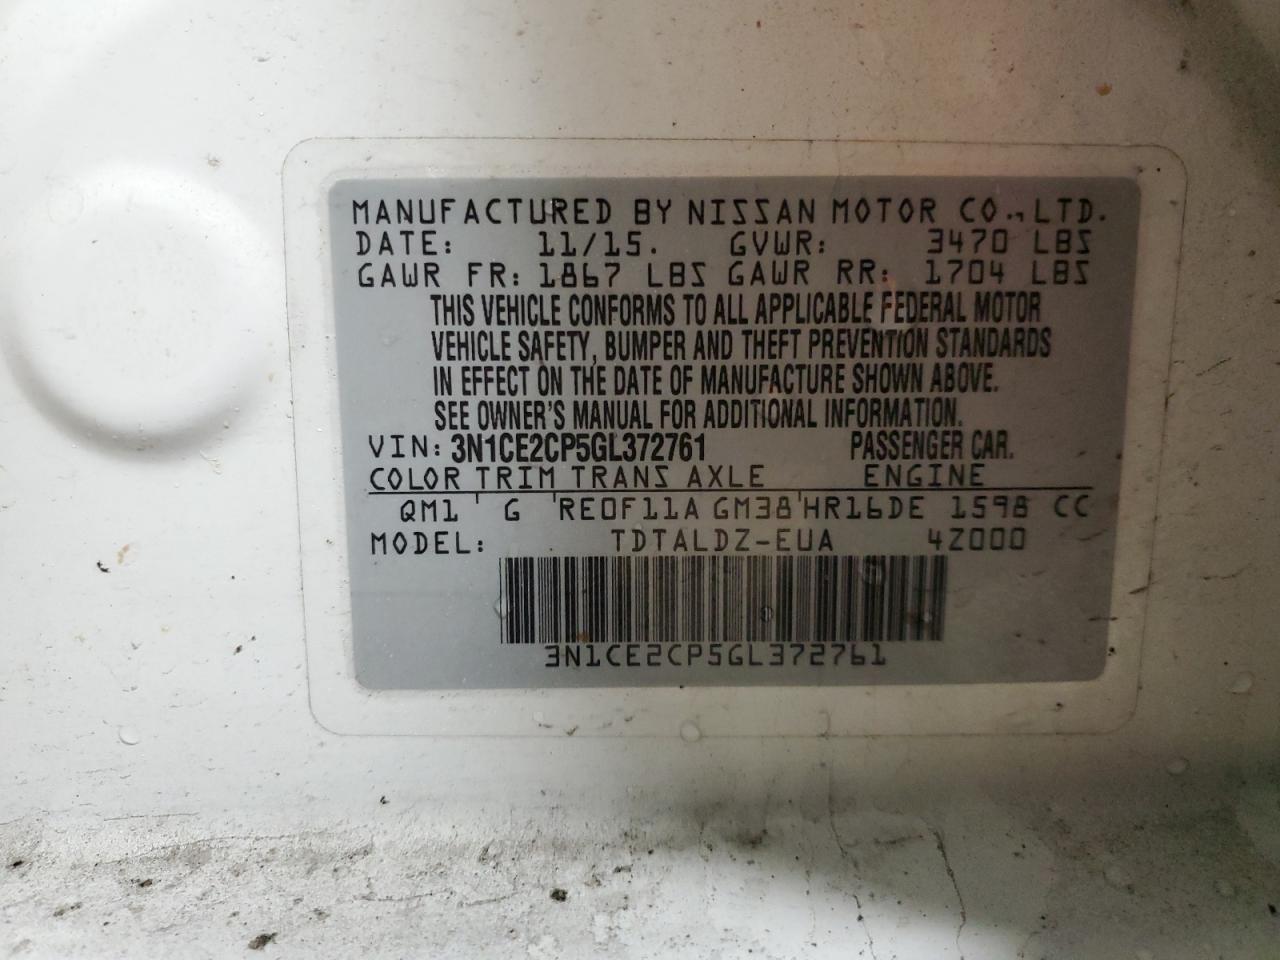 MANUFACTURED BY NISSAN MOTOR CO., LTD.
DATE: 11/15. GVWR: 3470 LBS
GAWR FR: 1867 LBS GAWR RR: 1704 LBS
THIS VEHICLE CONFORMS TO ALL APPLICABLE FEDERAL MOTOR
VEHICLE SAFETY, BUMPER AND THEFT PREVENTION STANDARDS
IN EFFECT ON THE DATE OF MANUFACTURE SHOWN ABOVE.
SEE OWNER'S MANUAL FOR ADDITIONAL INFORMATION.
VIN: 3N1CE2CP5GL372761 PASSENGER CAR.
COLOR TRIM TRANS AXLE ENGINE
QM1 G RE0F11A GM38 HR16DE 1598 CC
MODEL: TDTALDZ-EUA 4Z000
3N1CE2CP5GL372761